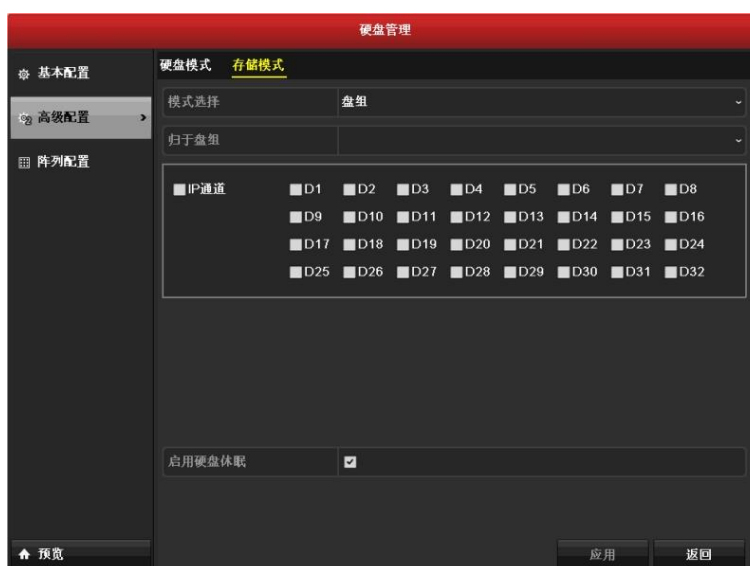 硬盘管理
基本配置
硬盘模式 存储模式
高级配置
模式选择 盘组
归于盘组
阵列配置
IP通道 D1 D2 D3 D4 D5 D6 D7 D8
D9 D10 D11 D12 D13 D14 D15 D16
D17 D18 D19 D20 D21 D22 D23 D24
D25 D26 D27 D28 D29 D30 D31 D32
启用硬盘休眠
预览 应用 返回